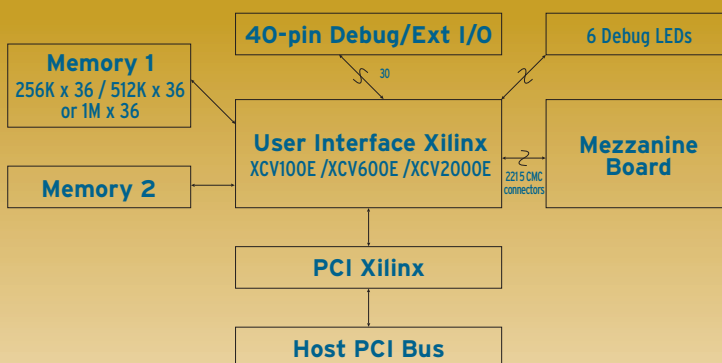 40-pin Debug/Ext I/O
6 Debug LEDs
Memory 1
256K x 36 / 512K x 36
or 1M x 36
30
User Interface Xilinx
XCV100E /XCV600E /XCV2000E
Mezzanine
Board
2215 CMC
connectors
Memory 2
PCI Xilinx
Host PCI Bus